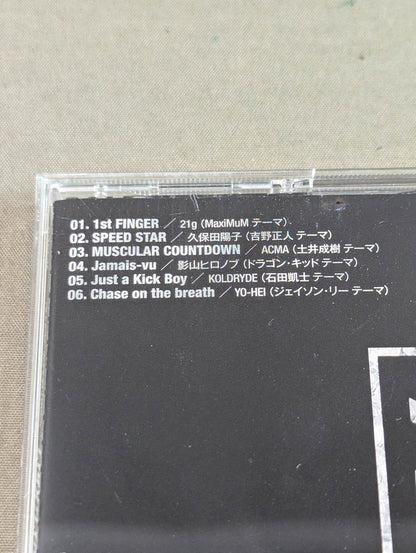 01. 1st FINGER ／ 21g（MaxiMuM テーマ）
02. SPEED STAR ／ 久保田陽子（吉野正人 テーマ）
03. MUSCULAR COUNTDOWN ／ ACMA（土井成樹 テーマ）
04. Jamais-vu ／ 影山ヒロノブ（ドラゴン・キッド テーマ）
05. Just a Kick Boy ／ KOLDRYDE（石田凱士 テーマ）
06. Chase on the breath ／ YO-HEI（ジェイソン・リー テーマ）